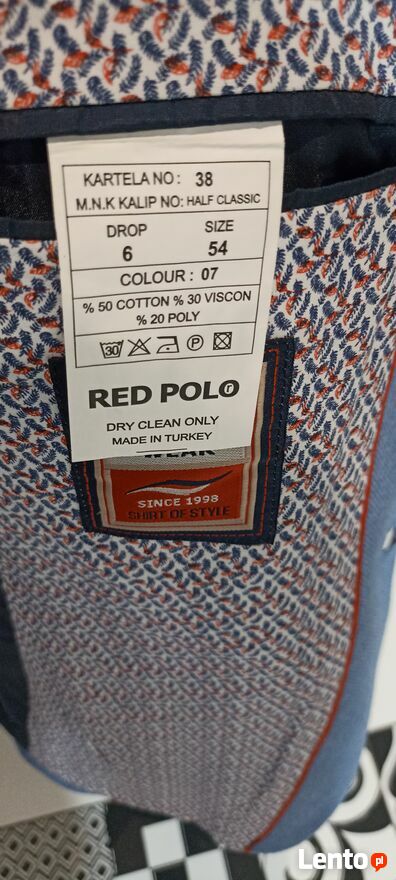 KARTELA NO : 38
M.N.K KALIP NO: HALF CLASSIC
DROP SIZE
6 54
COLOUR : 07
% 50 COTTON % 30 VISCON
% 20 POLY
30 P
RED POLO
DRY CLEAN ONLY
MADE IN TURKEY
WEAR
SINCE 1998
SHIRT OF STYLE
Lento.pl